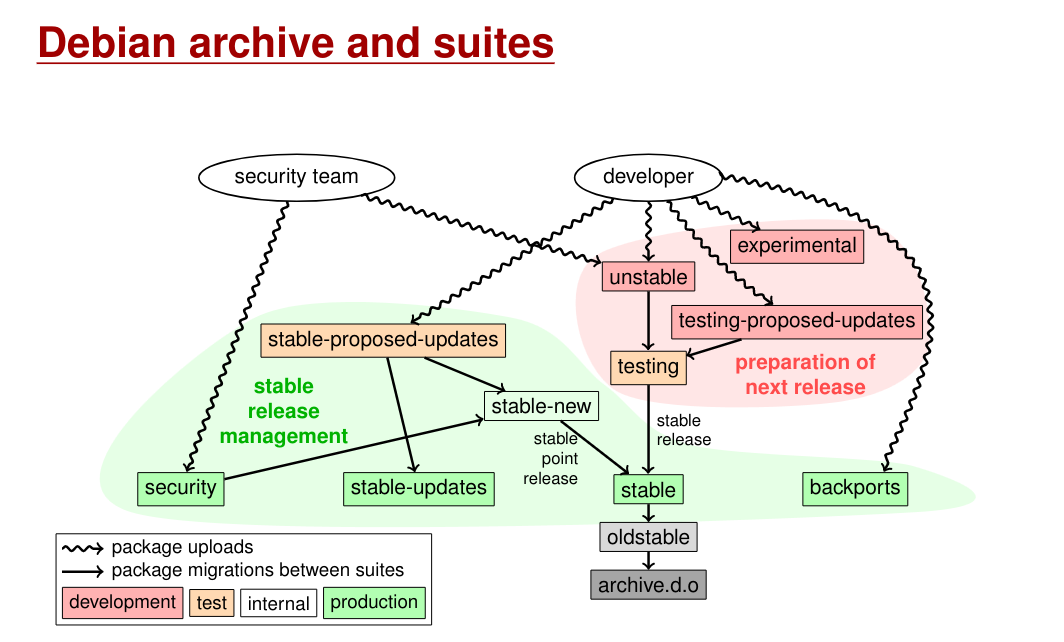 Debian archive and suites
security team
developer
experimental
unstable
testing-proposed-updates
stable-proposed-updates
testing
preparation of
next release
stable
release
management
stable-new
stable
release
stable
point
release
security
stable-updates
stable
backports
oldstable
archive.d.o
package uploads
package migrations between suites
development test internal production